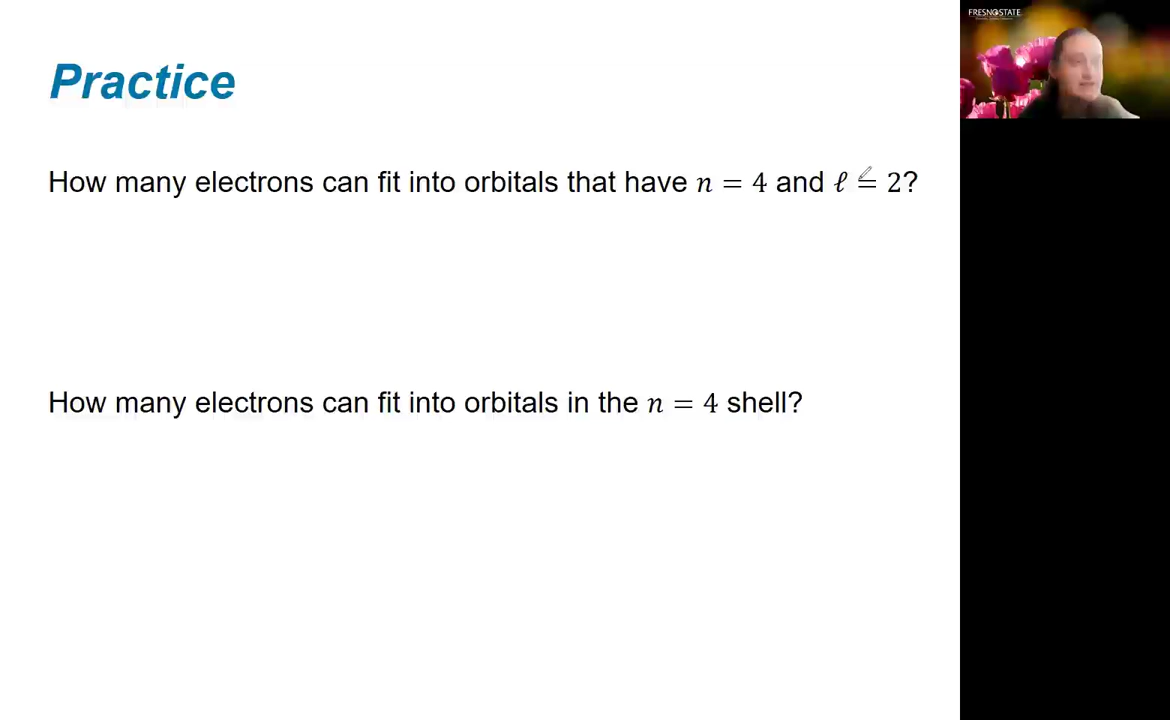 FRESNO STATE
Practice
How many electrons can fit into orbitals that have n = 4 and ℓ = 2?
How many electrons can fit into orbitals in the n = 4 shell?